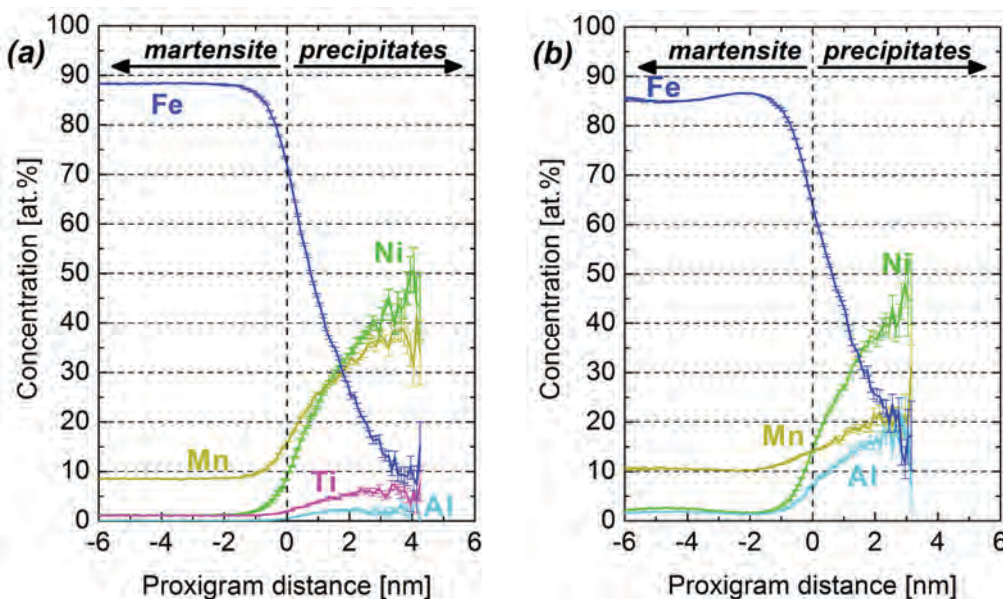 (a)
martensite precipitates
Fe
Ni
Mn
Ti
Al
Concentration [at.%]
100
90
80
70
60
50
40
30
20
10
0
-6 -4 -2 0 2 4 6
Proxigram distance [nm]
(b)
martensite precipitates
Fe
Ni
Mn
Al
Concentration [at.%]
100
90
80
70
60
50
40
30
20
10
0
-6 -4 -2 0 2 4 6
Proxigram distance [nm]